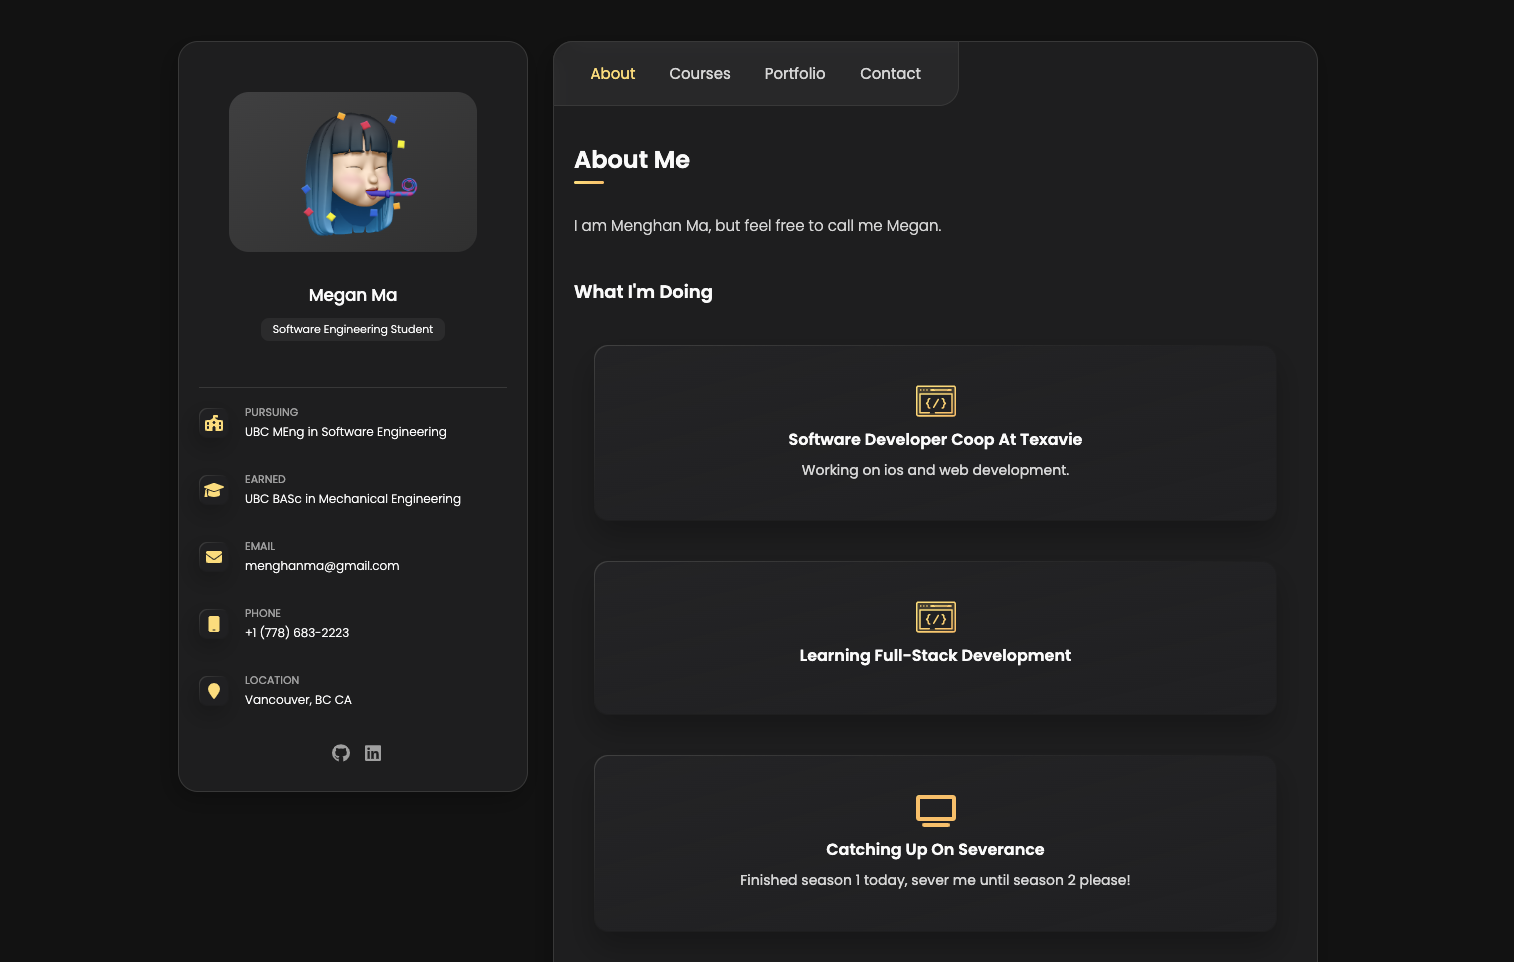 Megan Ma
Software Engineering Student
PURSUING
UBC MEng in Software Engineering
EARNED
UBC BASc in Mechanical Engineering
EMAIL
menghanma@gmail.com
PHONE
+1 (778) 683-2223
LOCATION
Vancouver, BC CA
About Courses Portfolio Contact
About Me
I am Menghan Ma, but feel free to call me Megan.
What I'm Doing
Software Developer Coop At Texavie
Working on ios and web development.
Learning Full-Stack Development
Catching Up On Severance
Finished season 1 today, sever me until season 2 please!